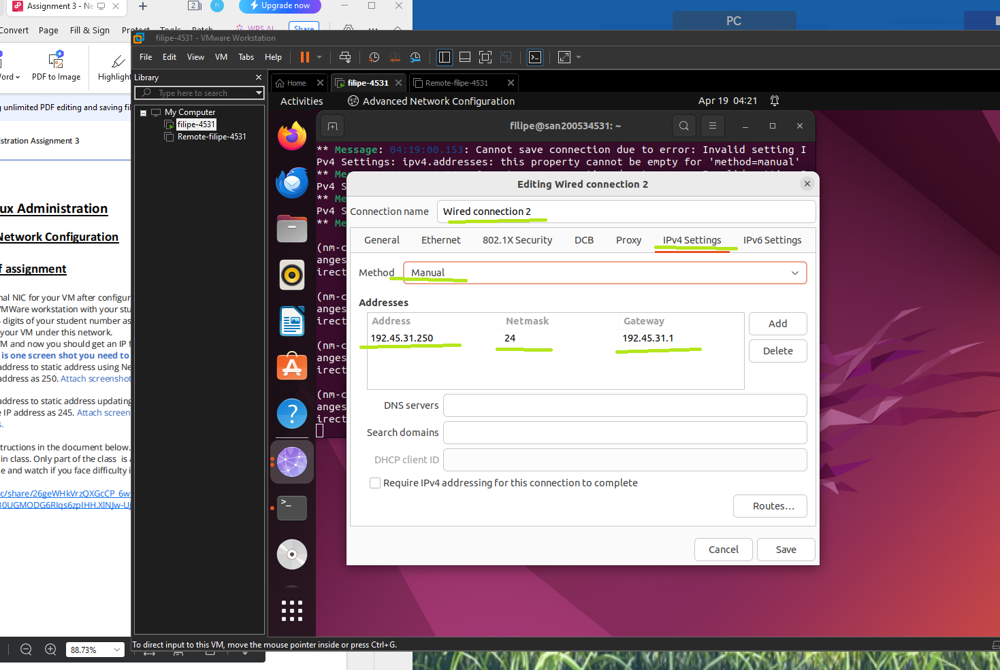 Assignment 3 - Ne
2
Fi
Upgrade now
PC
Convert
Page
Fill & Sign
Protect
Tools
Batch
WPS AI
Share
filipe-4531 - VMware Workstation
File
Edit
View
VM
Tabs
Help
Word
PDF to Image
Highlight
Library
Type here to search
Home
filipe-4531
Remote-filipe-4531
My Computer
filipe-4531
Remote-filipe-4531
Activities
Advanced Network Configuration
Apr 19 04:21
g unlimited PDF editing and saving fil
istration Assignment 3
ux Administration
Network Configuration
f assignment
nal NIC for your VM after configur
VMWare workstation with your stu
digits of your student number as
your VM under this network.
M and now you should get an IP f
is one screen shot you need to
address to static address using Ne
address as 250. Attach screenshot
address to static address updating
e IP address as 245. Attach screen
s.
structions in the document below.
in class. Only part of the class is
e and watch if you face difficulty i
c/share/26geWHkVrzQXGcCP_6w
30UGMODG6RIqs6zpIHH.XlNJw-Uj
88.73%
filipe@san200534531: ~
** Message: 04:19:00.153: Cannot save connection due to error: Invalid setting I
Pv4 Settings: ipv4.addresses: this property cannot be empty for 'method=manual'
** Me
Pv4 S
** Me
Pv4 S
** Me
(nm-c
anges
irect
(nm-c
anges
irect
(nm-c
anges
irect
(nm-c
anges
irect
Editing Wired connection 2
Connection name
Wired connection 2
General
Ethernet
802.1X Security
DCB
Proxy
IPv4 Settings
IPv6 Settings
Method
Manual
Addresses
Address
Netmask
Gateway
192.45.31.250
24
192.45.31.1
Add
Delete
DNS servers
Search domains
DHCP client ID
Require IPv4 addressing for this connection to complete
Routes…
Cancel
Save
To direct input to this VM, move the mouse pointer inside or press Ctrl+G.